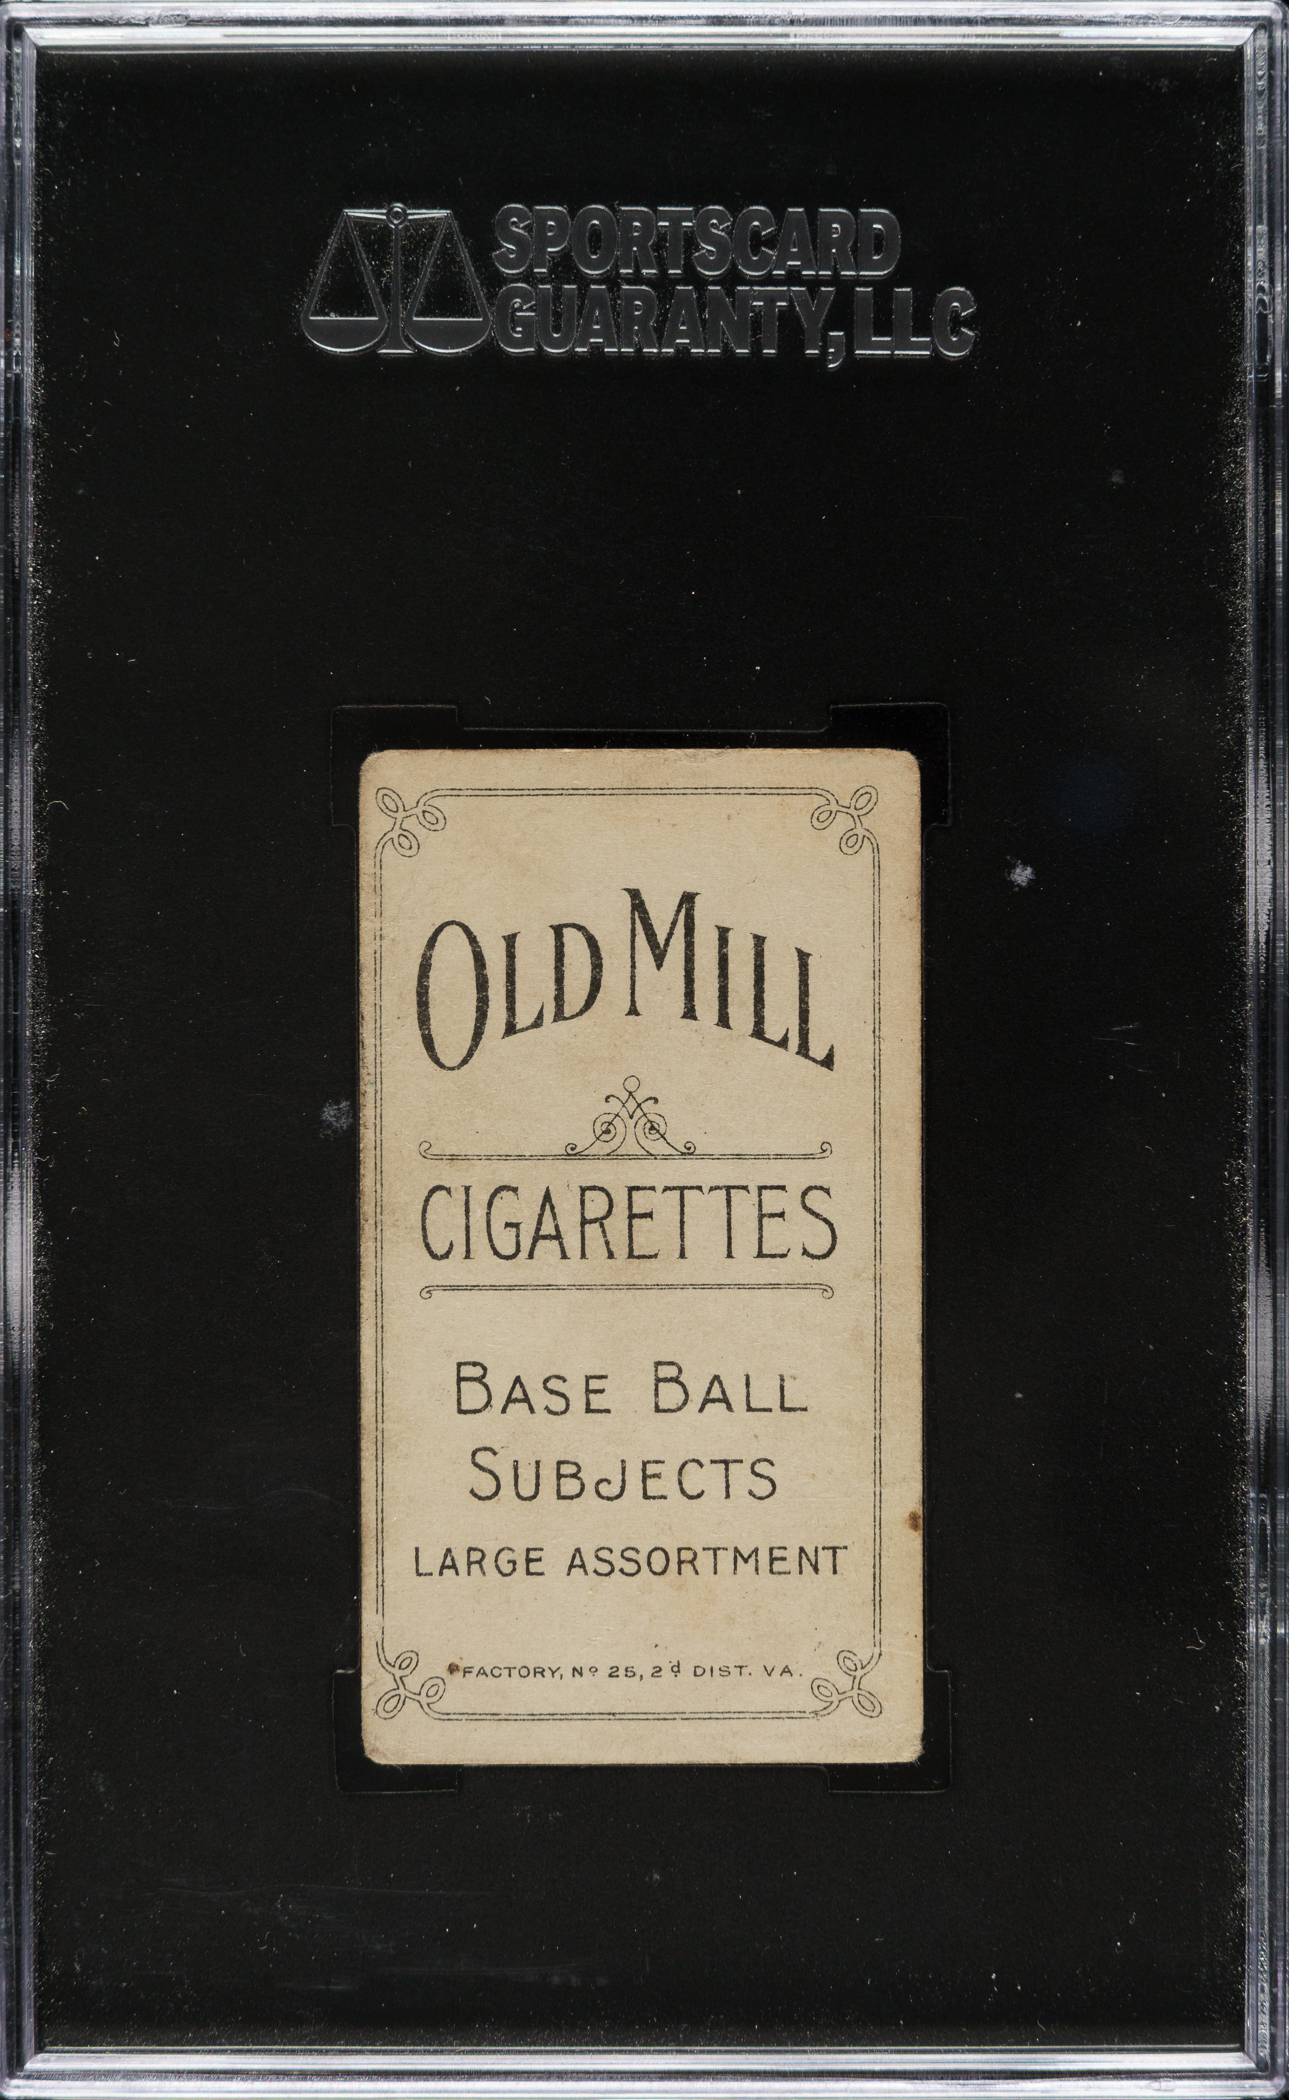 SPORTSCARD
GUARANTY, LLC
OLD MILL
CIGARETTES
BASE BALL
SUBJECTS
LARGE ASSORTMENT
FACTORY, Nº 25, 2d DIST. VA.